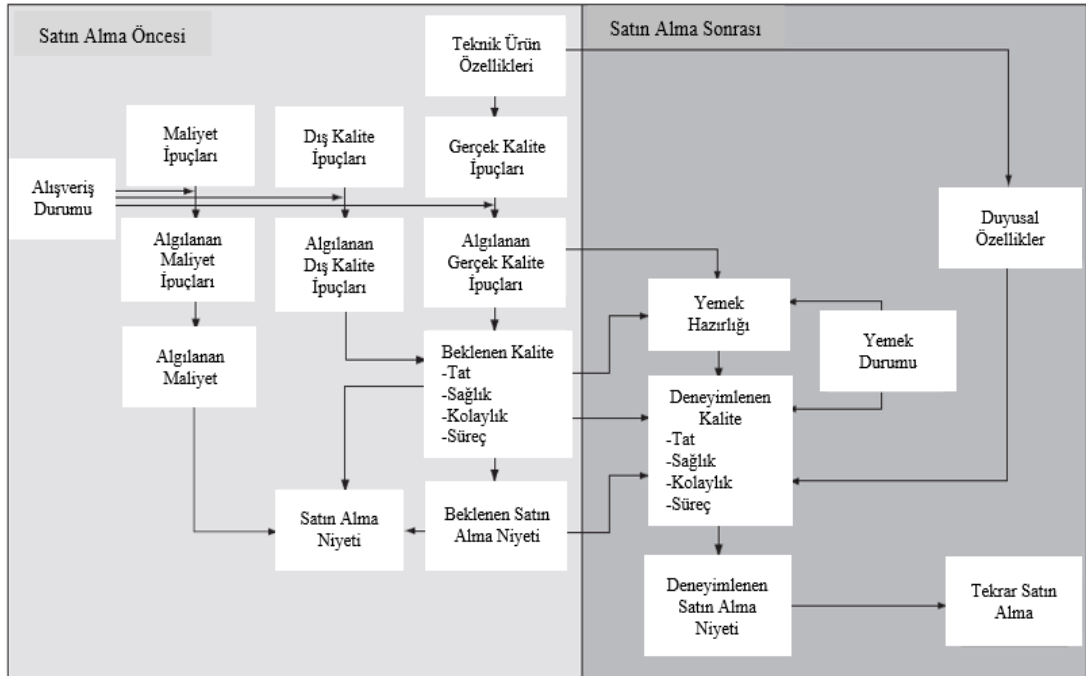 Satın Alma Öncesi
Satın Alma Sonrası
Teknik Ürün
Özellikleri
Maliyet
İpuçları
Dış Kalite
İpuçları
Gerçek Kalite
İpuçları
Alışveriş
Durumu
Algılanan
Maliyet
İpuçları
Algılanan
Dış Kalite
İpuçları
Algılanan
Gerçek Kalite
İpuçları
Duyusal
Özellikler
Yemek
Hazırlığı
Yemek
Durumu
Algılanan
Maliyet
Beklenen Kalite
-Tat
-Sağlık
-Kolaylık
-Süreç
Deneyimlenen
Kalite
-Tat
-Sağlık
-Kolaylık
-Süreç
Satın Alma
Niyeti
Beklenen Satın
Alma Niyeti
Deneyimlenen
Satın Alma
Niyeti
Tekrar Satın
Alma